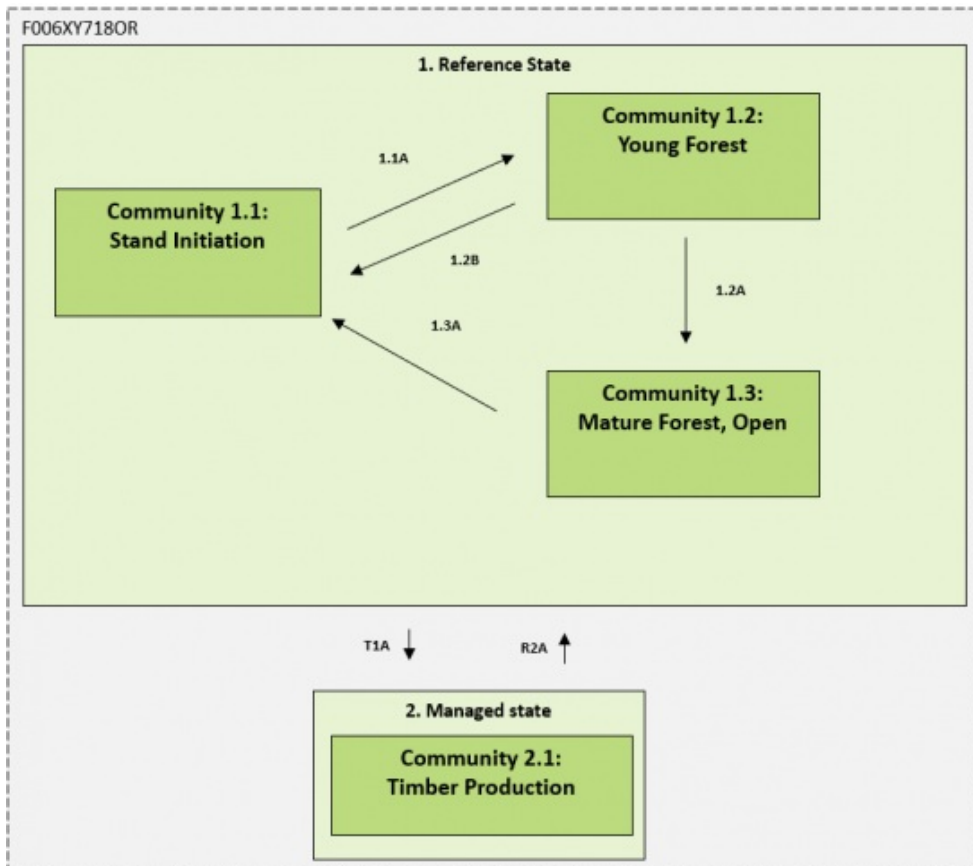 F006XY718OR
1. Reference State
Community 1.2:
Young Forest
1.1A
Community 1.1:
Stand Initiation
1.2B
1.2A
1.3A
Community 1.3:
Mature Forest, Open
T1A
R2A
2. Managed state
Community 2.1:
Timber Production